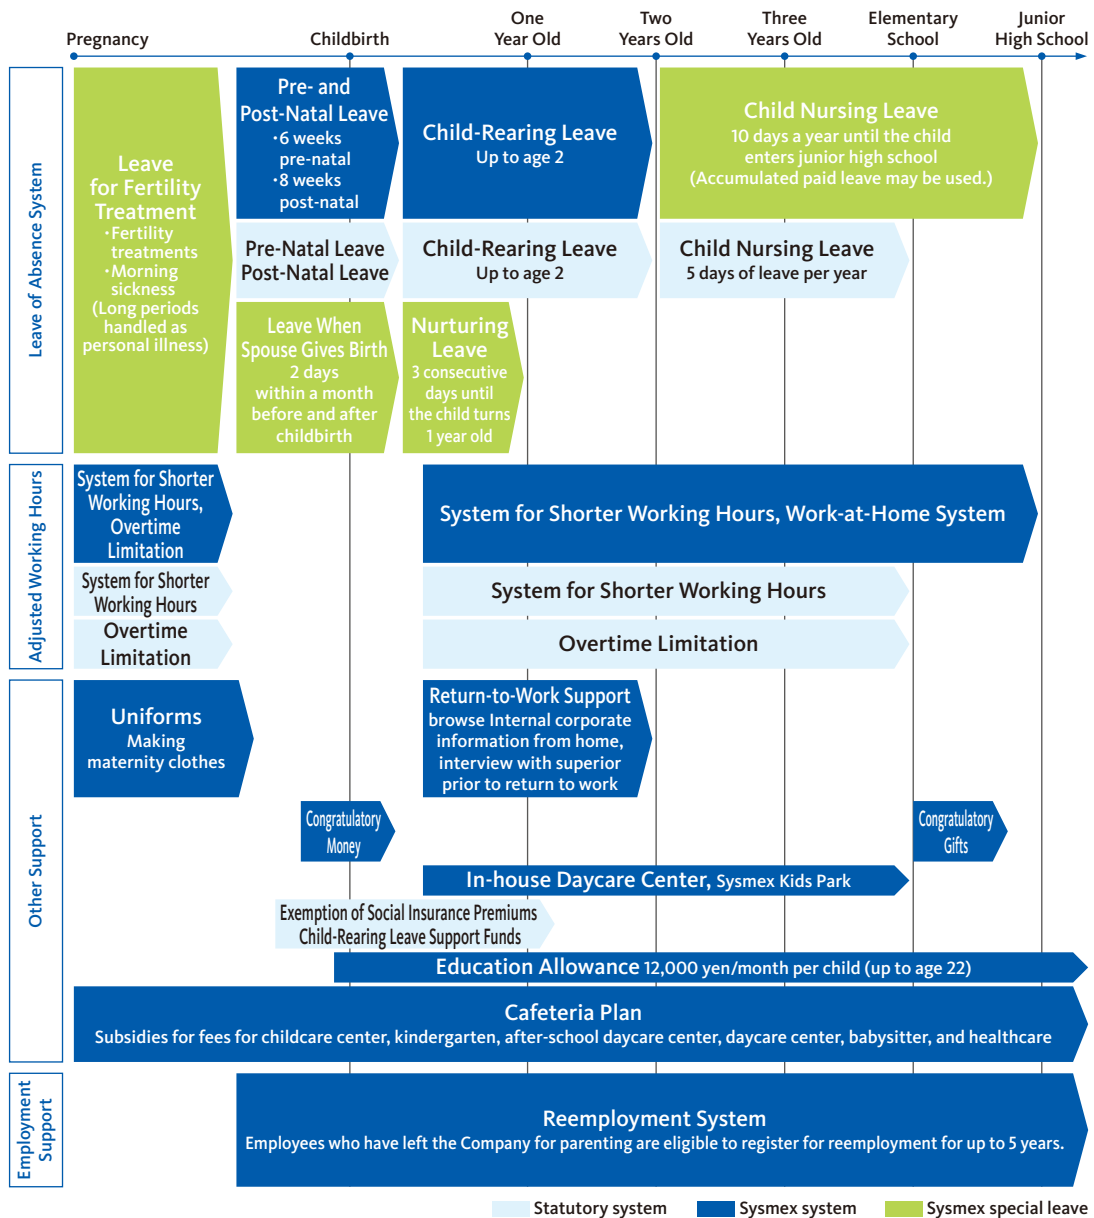 Pregnancy
Childbirth
One
Year Old
Two
Years Old
Three
Years Old
Elementary
School
Junior
High School
Leave of Absence System
Leave
for Fertility
Treatment
・Fertility
treatments
・Morning
sickness
(Long periods
handled as
personal illness)
Pre- and
Post-Natal Leave
・6 weeks
pre-natal
・8 weeks
post-natal
Child-Rearing Leave
Up to age 2
Child Nursing Leave
10 days a year until the child
enters junior high school
(Accumulated paid leave may be used.)
Pre-Natal Leave
Post-Natal Leave
Child-Rearing Leave
Up to age 2
Child Nursing Leave
5 days of leave per year
Leave When
Spouse Gives Birth
2 days
within a month
before and after
childbirth
Nurturing
Leave
3 consecutive
days until
the child turns
1 year old
Adjusted Working Hours
System for Shorter
Working Hours,
Overtime
Limitation
System for Shorter Working Hours, Work-at-Home System
System for Shorter
Working Hours
System for Shorter Working Hours
Overtime
Limitation
Overtime Limitation
Other Support
Uniforms
Making
maternity clothes
Return-to-Work Support
browse Internal corporate
information from home,
interview with superior
prior to return to work
Congratulatory
Money
Congratulatory
Gifts
In-house Daycare Center, Sysmex Kids Park
Exemption of Social Insurance Premiums
Child-Rearing Leave Support Funds
Education Allowance 12,000 yen/month per child (up to age 22)
Cafeteria Plan
Subsidies for fees for childcare center, kindergarten, after-school daycare center, daycare center, babysitter, and healthcare
Employment
Support
Reemployment System
Employees who have left the Company for parenting are eligible to register for reemployment for up to 5 years.
Statutory system
Sysmex system
Sysmex special leave